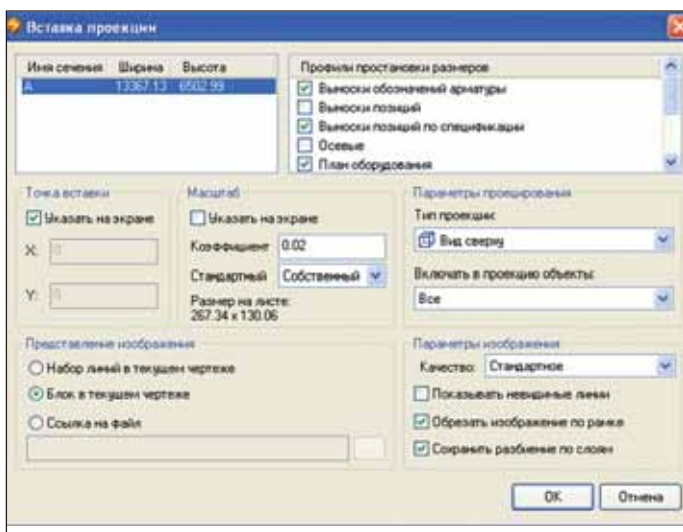 Вставка проекции
Имя сечения Ширина Высота
А 13367.13 6502.99
Профили простановки размеров
Выноски обозначений арматуры
Выноски позиций
Выноски позиций по спецификации
Осевые
План оборудования
Точка вставки
Указать на экране
X: 0
Y: 0
Масштаб
Указать на экране
Коэффициент 0.02
Стандартный Собственный
Размер на листе:
267.34 x 130.06
Параметры проецирования
Тип проекции:
Вид сверху
Включать в проекцию объекты:
Все
Представление изображения
Набор линий в текущем чертеже
Блок в текущем чертеже
Ссылка на файл
Параметры изображения
Качество: Стандартное
Показывать невидимые линии
Обрезать изображение по рамке
Сохранить разбиение по слоям
OK Отмена